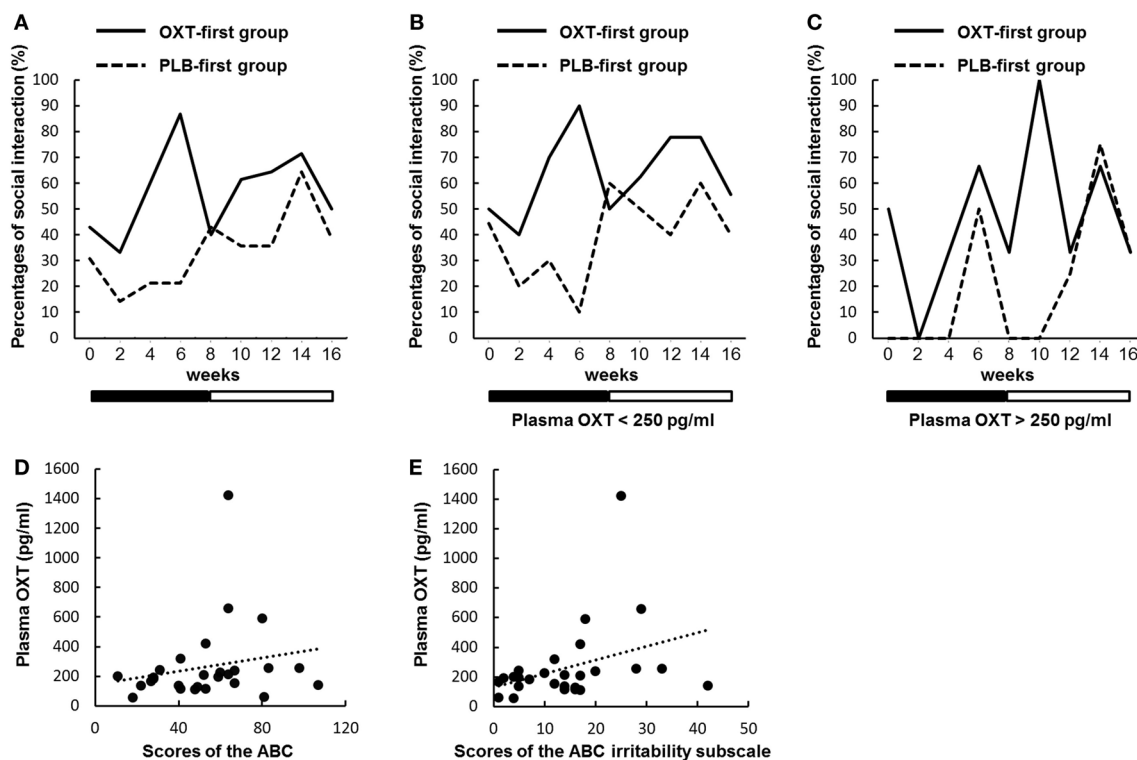 A
OXT-first group
PLB-first group
Percentages of social interaction (%)
100
90
80
70
60
50
40
30
20
10
0
0 2 4 6 8 10 12 14 16
weeks
B
OXT-first group
PLB-first group
Percentages of social interaction (%)
100
90
80
70
60
50
40
30
20
10
0
0 2 4 6 8 10 12 14 16
weeks
Plasma OXT < 250 pg/ml
C
OXT-first group
PLB-first group
Percentages of social interaction (%)
100
90
80
70
60
50
40
30
20
10
0
0 2 4 6 8 10 12 14 16
weeks
Plasma OXT > 250 pg/ml
D
Plasma OXT (pg/ml)
1600
1400
1200
1000
800
600
400
200
0
0 40 80 120
Scores of the ABC
E
Plasma OXT (pg/ml)
1600
1400
1200
1000
800
600
400
200
0
0 10 20 30 40 50
Scores of the ABC irritability subscale